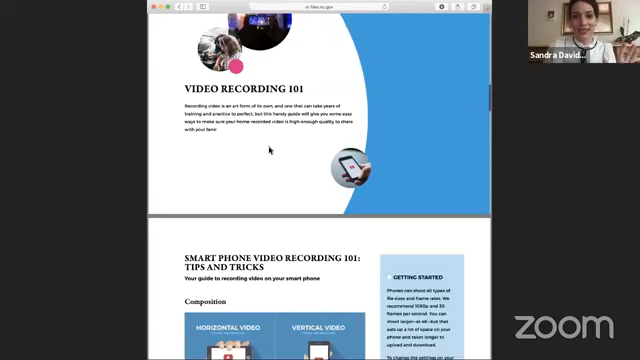 files.nc.gov
Sandra David...
VIDEO RECORDING 101
Recording video is an art form of its own, and one that can take years of
training and practice to perfect, but this handy guide will give you some easy
ways to make sure your home-recorded video is high-enough quality to share
with your fans!
SMART PHONE VIDEO RECORDING 101:
TIPS AND TRICKS
Your guide to recording video on your smart phone
Composition
HORIZONTAL VIDEO
VERTICAL VIDEO
GETTING STARTED
Phones can shoot all types of
file sizes and frame rates. We
recommend 1080p and 30
frames per second. You can
shoot larger–at 4K–but that
eats up a lot of space on your
phone and takes longer to
upload and download.
To change the settings on your
zoom